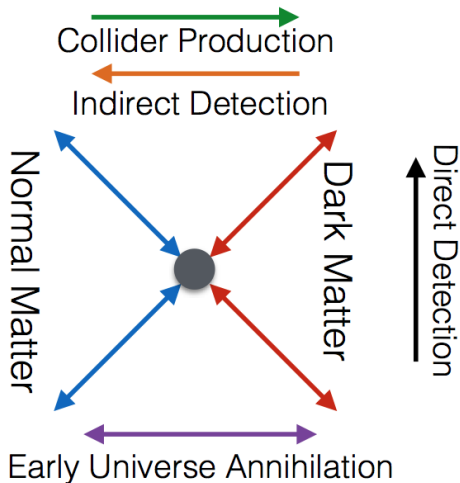 Collider Production
Indirect Detection
Normal Matter
Dark Matter
Direct Detection
Early Universe Annihilation